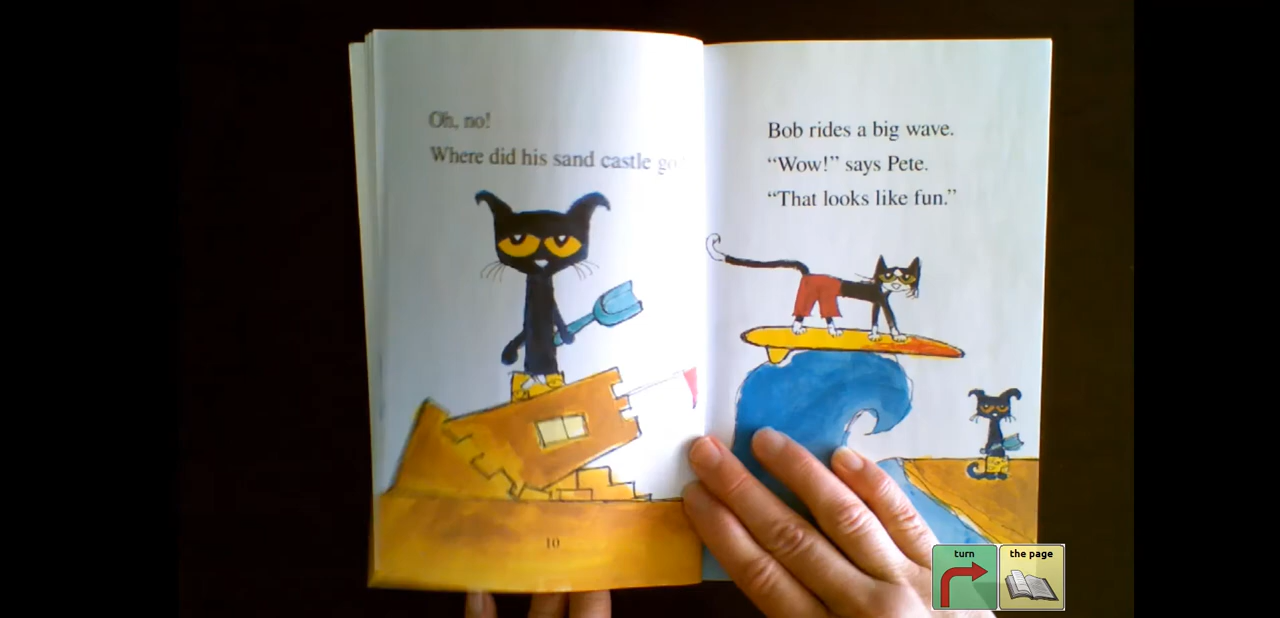 Oh, no!
Where did his sand castle go
10
Bob rides a big wave.
“Wow!” says Pete.
“That looks like fun.”
turn
the page